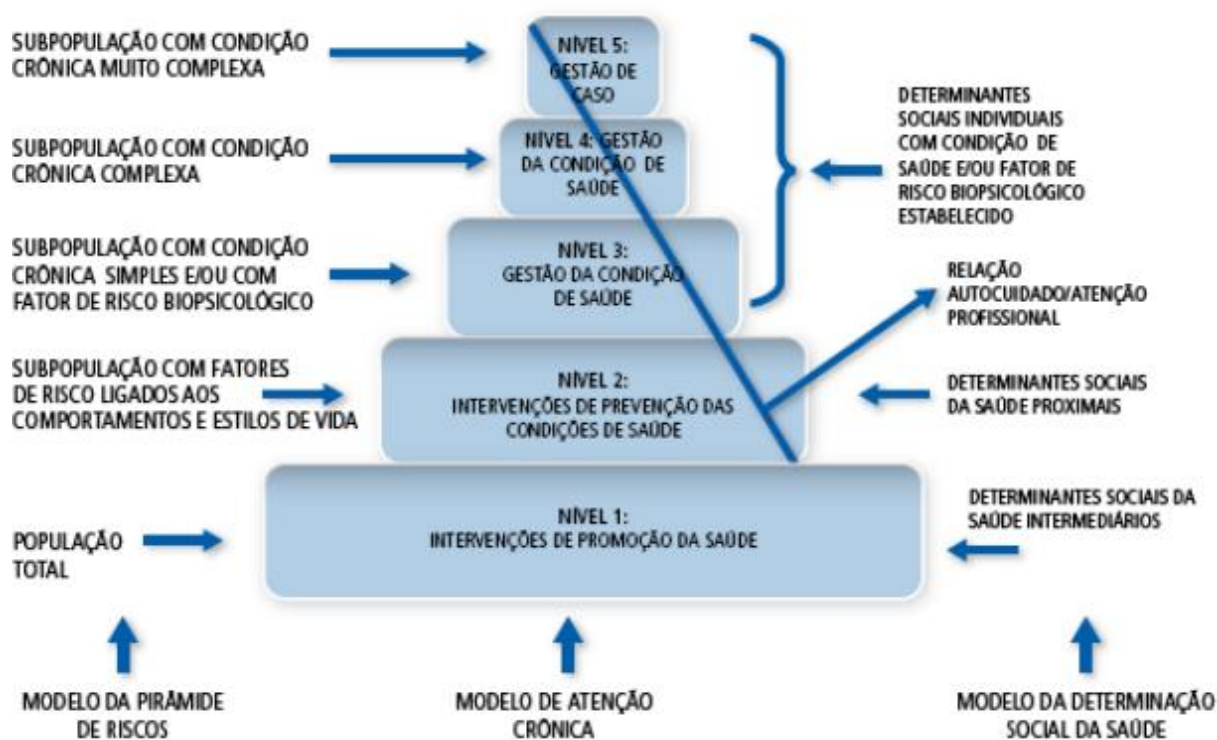 SUBPOPULAÇÃO COM CONDIÇÃO
CRÔNICA MUITO COMPLEXA
SUBPOPULAÇÃO COM CONDIÇÃO
CRÔNICA COMPLEXA
SUBPOPULAÇÃO COM CONDIÇÃO
CRÔNICA SIMPLES E/OU COM
FATOR DE RISCO BIOPSICOLÓGICO
SUBPOPULAÇÃO COM FATORES
DE RISCO LIGADOS AOS
COMPORTAMENTOS E ESTILOS DE VIDA
POPULAÇÃO
TOTAL
NÍVEL 5:
GESTÃO DE
CASO
NÍVEL 4: GESTÃO
DA CONDIÇÃO DE
SAÚDE
NÍVEL 3:
GESTÃO DA CONDIÇÃO
DE SAÚDE
NÍVEL 2:
INTERVENÇÕES DE PREVENÇÃO DAS
CONDIÇÕES DE SAÚDE
NÍVEL 1:
INTERVENÇÕES DE PROMOÇÃO DA SAÚDE
DETERMINANTES
SOCIAIS INDIVIDUAIS
COM CONDIÇÃO DE
SAÚDE E/OU FATOR DE
RISCO BIOPSICOLÓGICO
ESTABELECIDO
RELAÇÃO
AUTOCUIDADO/ATENÇÃO
PROFISSIONAL
DETERMINANTES SOCIAIS
DA SAÚDE PROXIMAIS
DETERMINANTES SOCIAIS DA
SAÚDE INTERMEDIÁRIOS
MODELO DA PIRÂMIDE
DE RISCOS
MODELO DE ATENÇÃO
CRÔNICA
MODELO DA DETERMINAÇÃO
SOCIAL DA SAÚDE